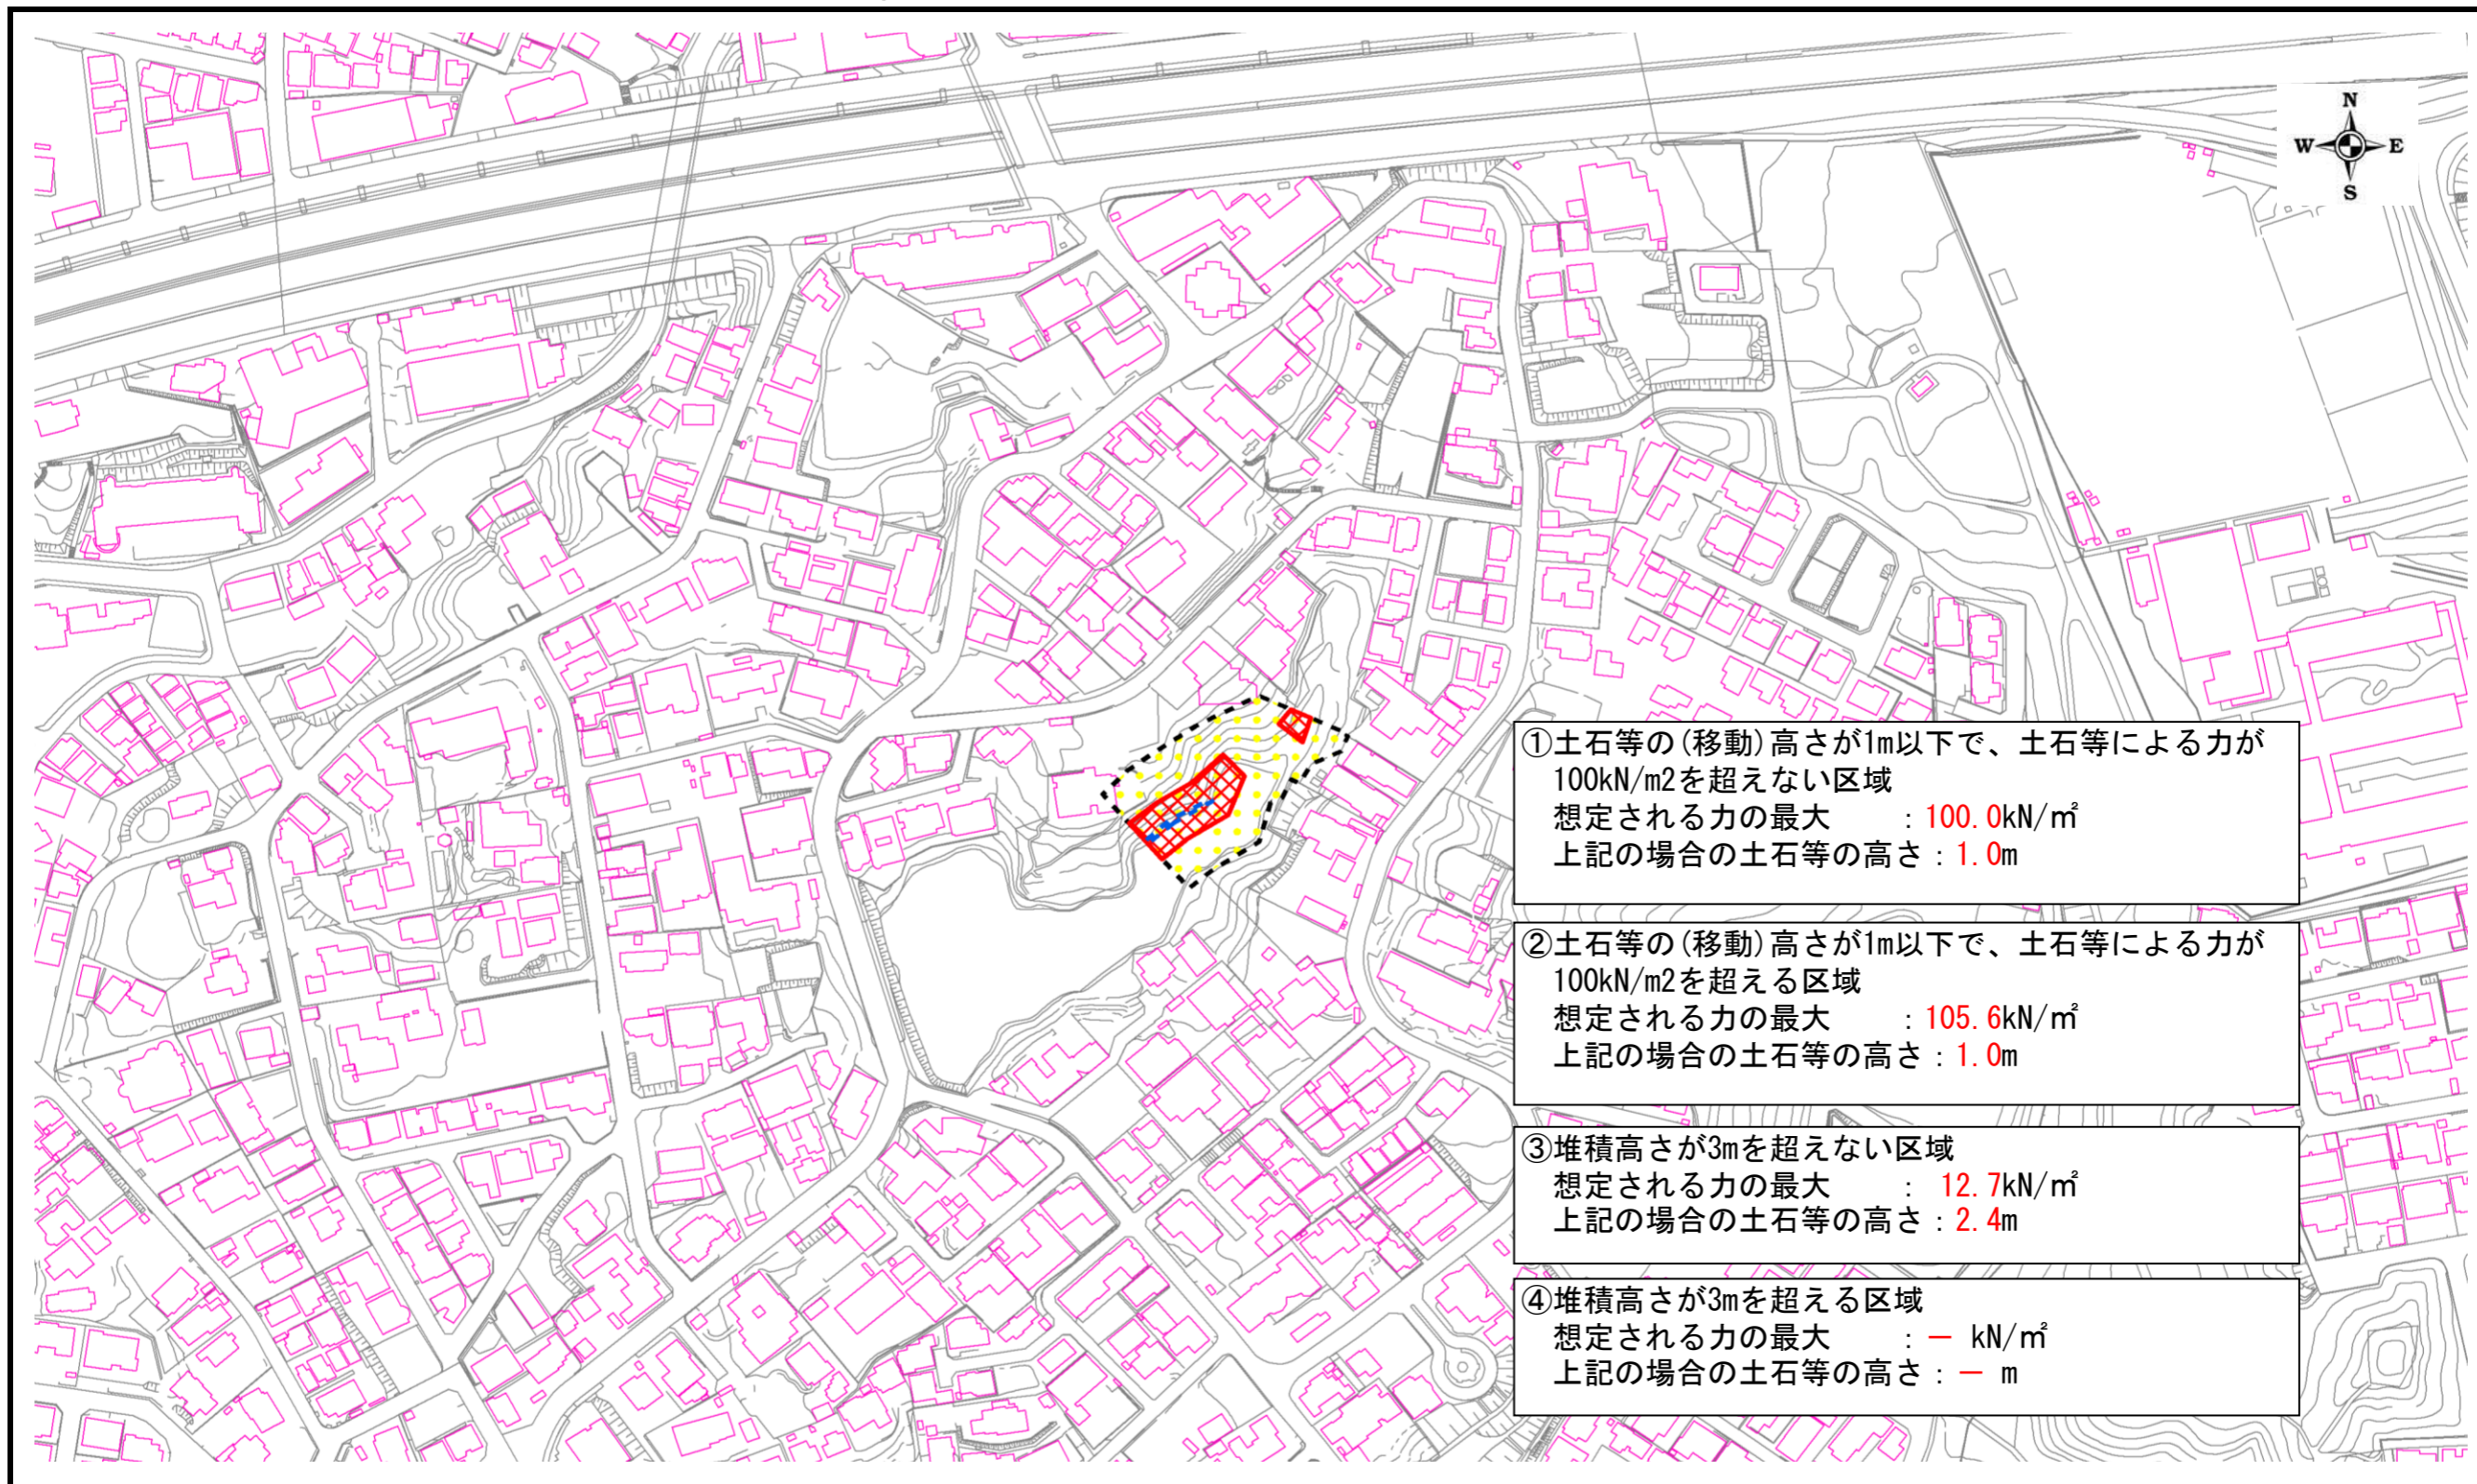 N
W E
S
①土石等の(移動)高さが1m以下で、土石等による力が
100kN/m2を超えない区域
想定される力の最大 : 100.0kN/㎡
上記の場合の土石等の高さ : 1.0m
②土石等の(移動)高さが1m以下で、土石等による力が
100kN/m2を超える区域
想定される力の最大 : 105.6kN/㎡
上記の場合の土石等の高さ : 1.0m
③堆積高さが3mを超えない区域
想定される力の最大 : 12.7kN/㎡
上記の場合の土石等の高さ : 2.4m
④堆積高さが3mを超える区域
想定される力の最大 : － kN/㎡
上記の場合の土石等の高さ : － m